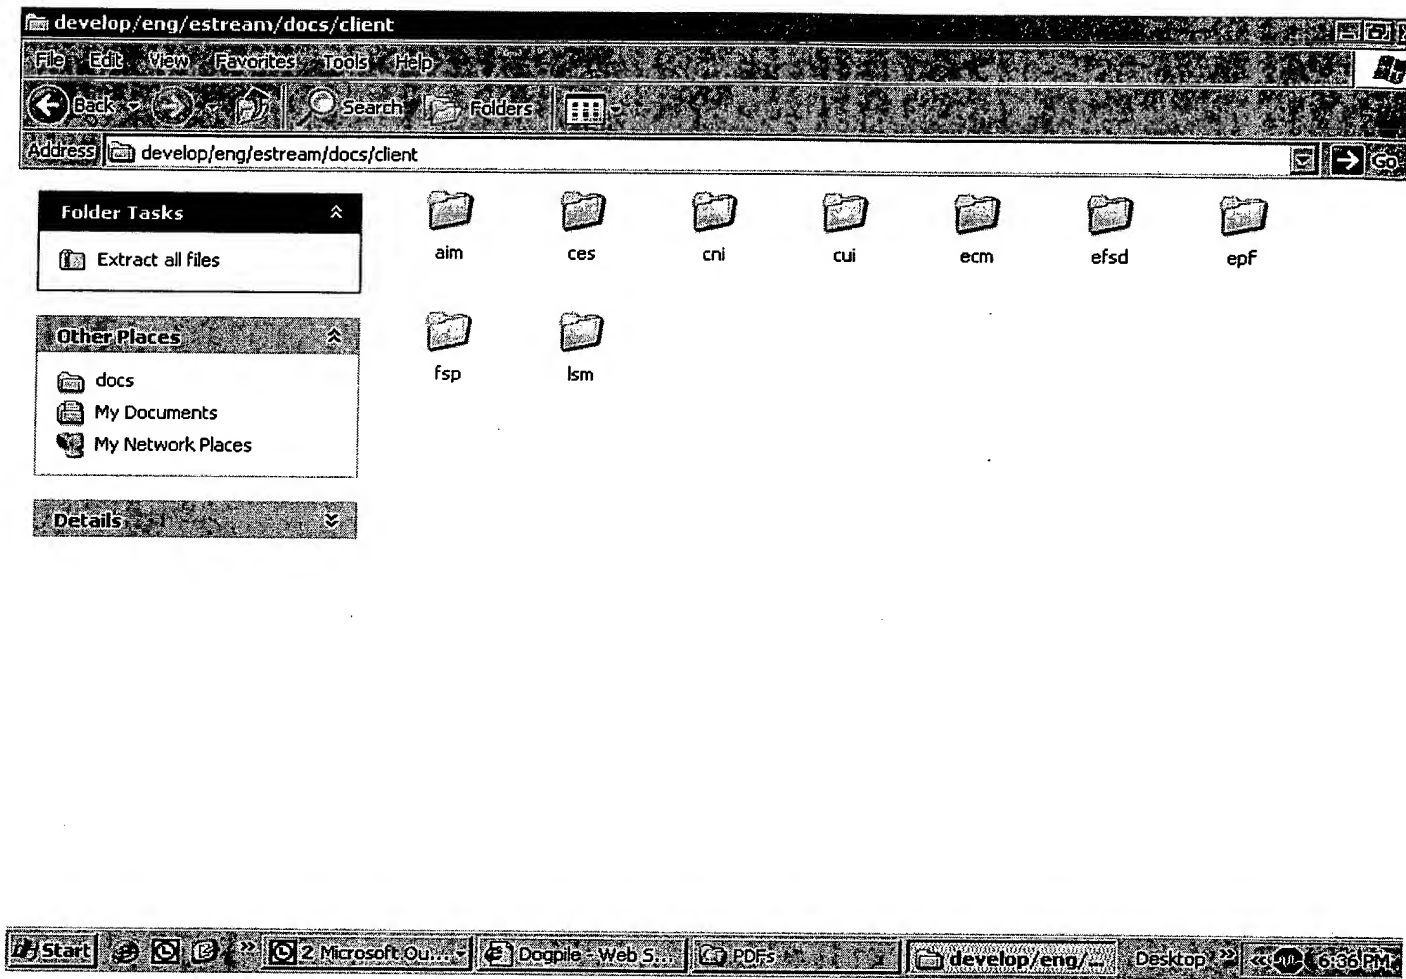 develop/eng/estream/docs/client
File Edit View Favorites Tools Help
Back Search Folders
Address develop/eng/estream/docs/client Go
Folder Tasks
Extract all files
Other Places
docs
My Documents
My Network Places
Details
aim ces cni cui ecm efsd epf
fsp lsm
Start 2 Microsoft Ou... Dogpile - Web S... PDFs develop/eng/... Desktop 6:36 PM